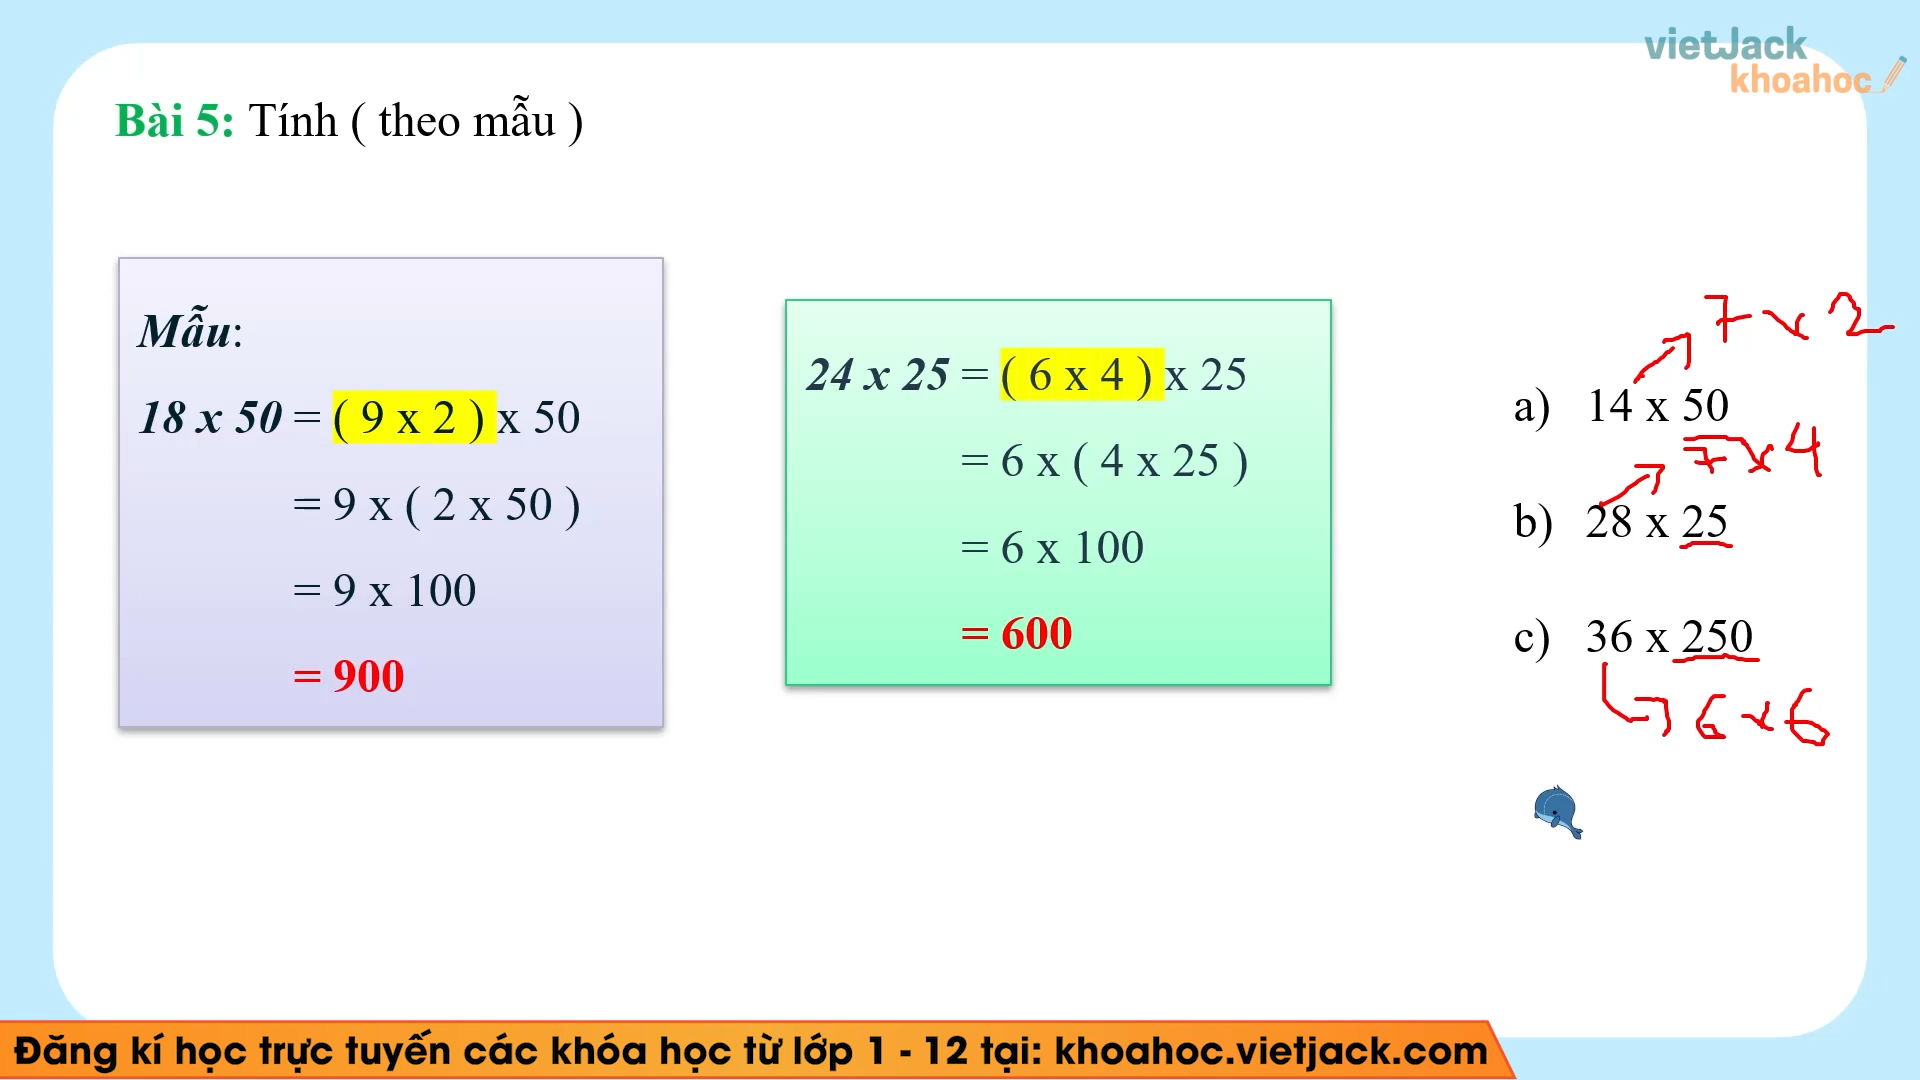 vietJack
khoahoc
Bài 5: Tính ( theo mẫu )
Mẫu:
18 x 50 = ( 9 x 2 ) x 50
= 9 x ( 2 x 50 )
= 9 x 100
= 900
24 x 25 = ( 6 x 4 ) x 25
= 6 x ( 4 x 25 )
= 6 x 100
= 600
7 x 2
a) 14 x 50
7 x 4
b) 28 x 25
c) 36 x 250
6 x 6
Đăng kí học trực tuyến các khóa học từ lớp 1 - 12 tại: khoahoc.vietjack.com